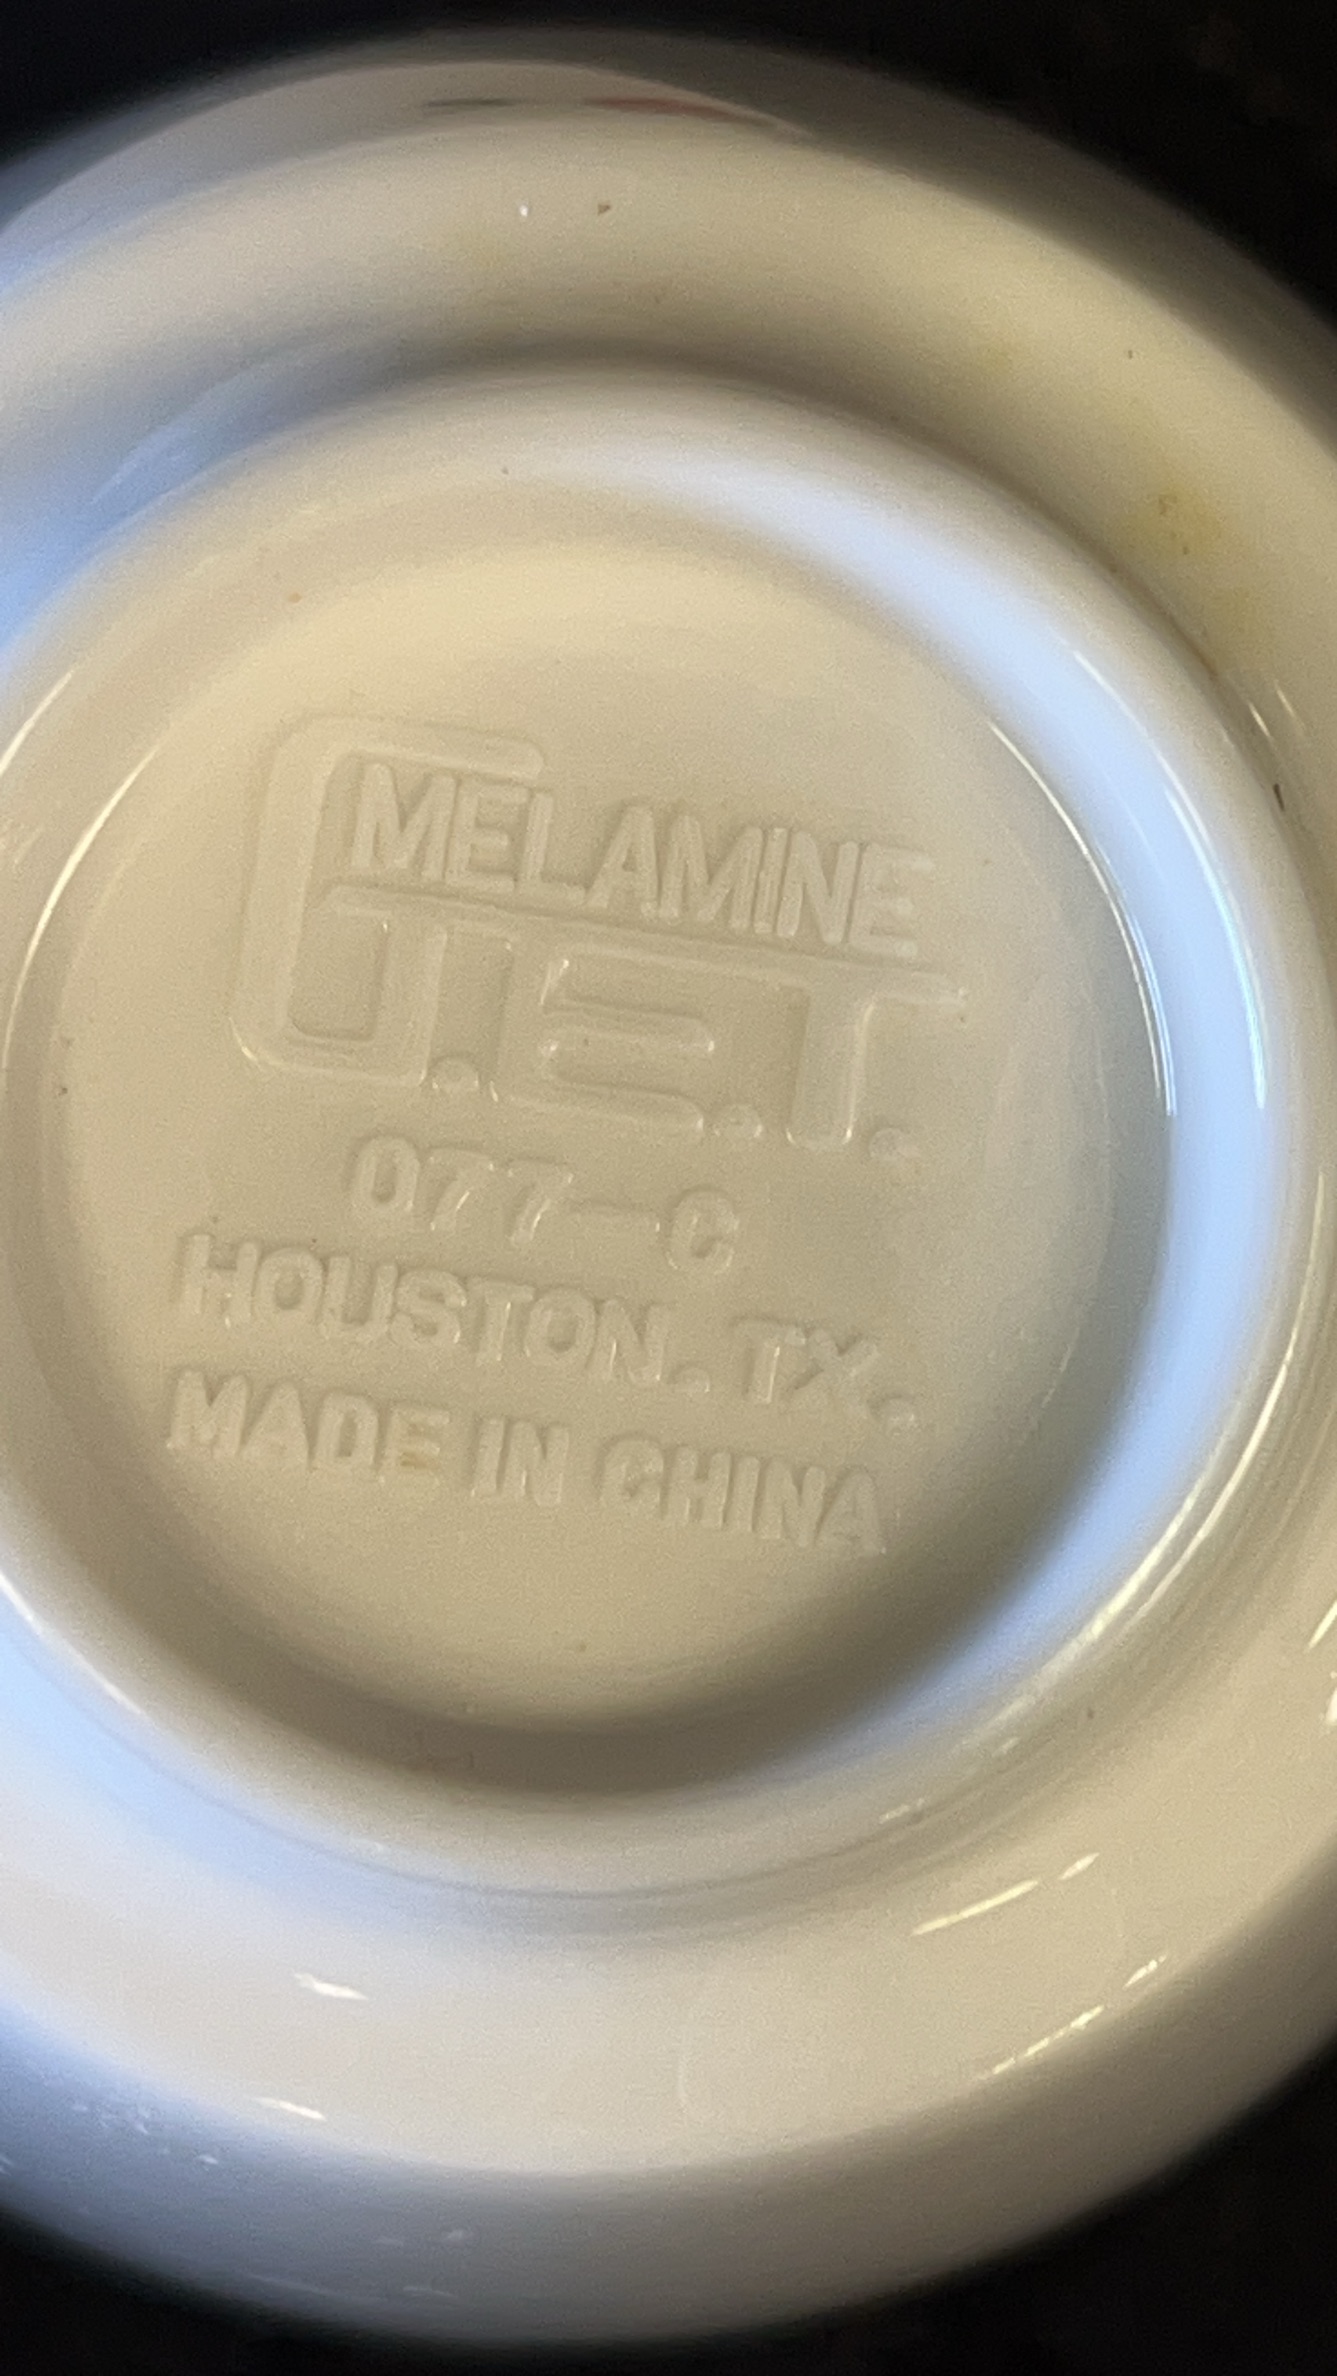 MELAMINE
G.E.T.
077-C
HOUSTON. TX.
MADE IN CHINA